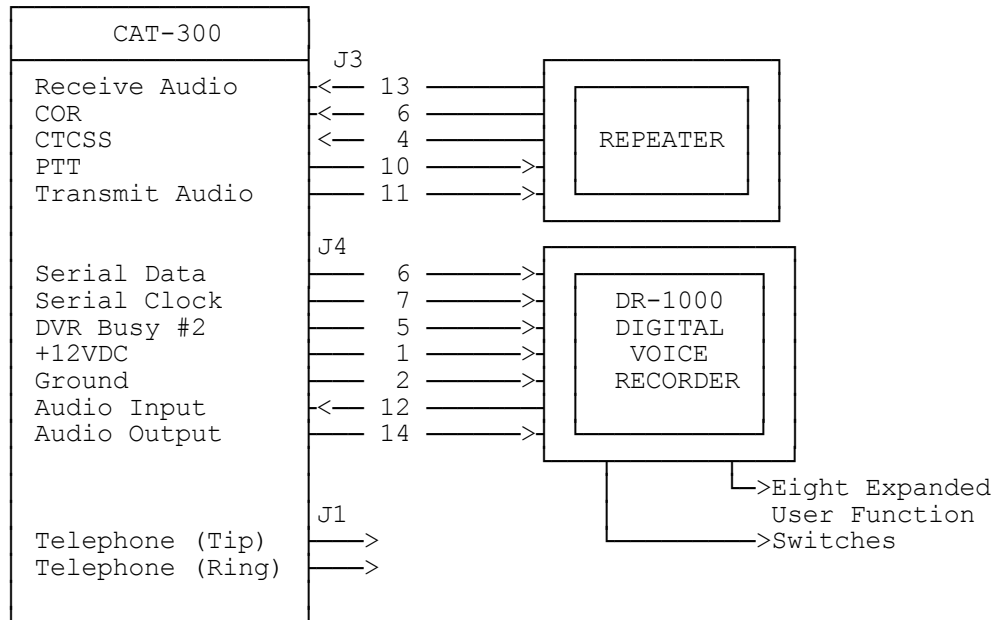 CAT-300
J3
Receive Audio 13
COR 6
CTCSS 4
PTT 10
Transmit Audio 11
REPEATER
J4
Serial Data 6
Serial Clock 7
DVR Busy #2 5
+12VDC 1
Ground 2
Audio Input 12
Audio Output 14
DR-1000
DIGITAL
VOICE
RECORDER
Eight Expanded
User Function
Switches
J1
Telephone (Tip)
Telephone (Ring)